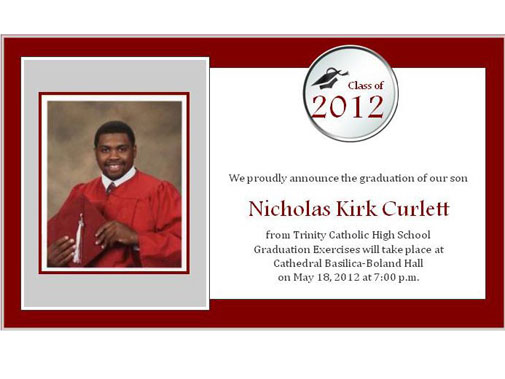 Class of
2012
We proudly announce the graduation of our son
Nicholas Kirk Curlett
from Trinity Catholic High School
Graduation Exercises will take place at
Cathedral Basilica-Boland Hall
on May 18, 2012 at 7:00 p.m.